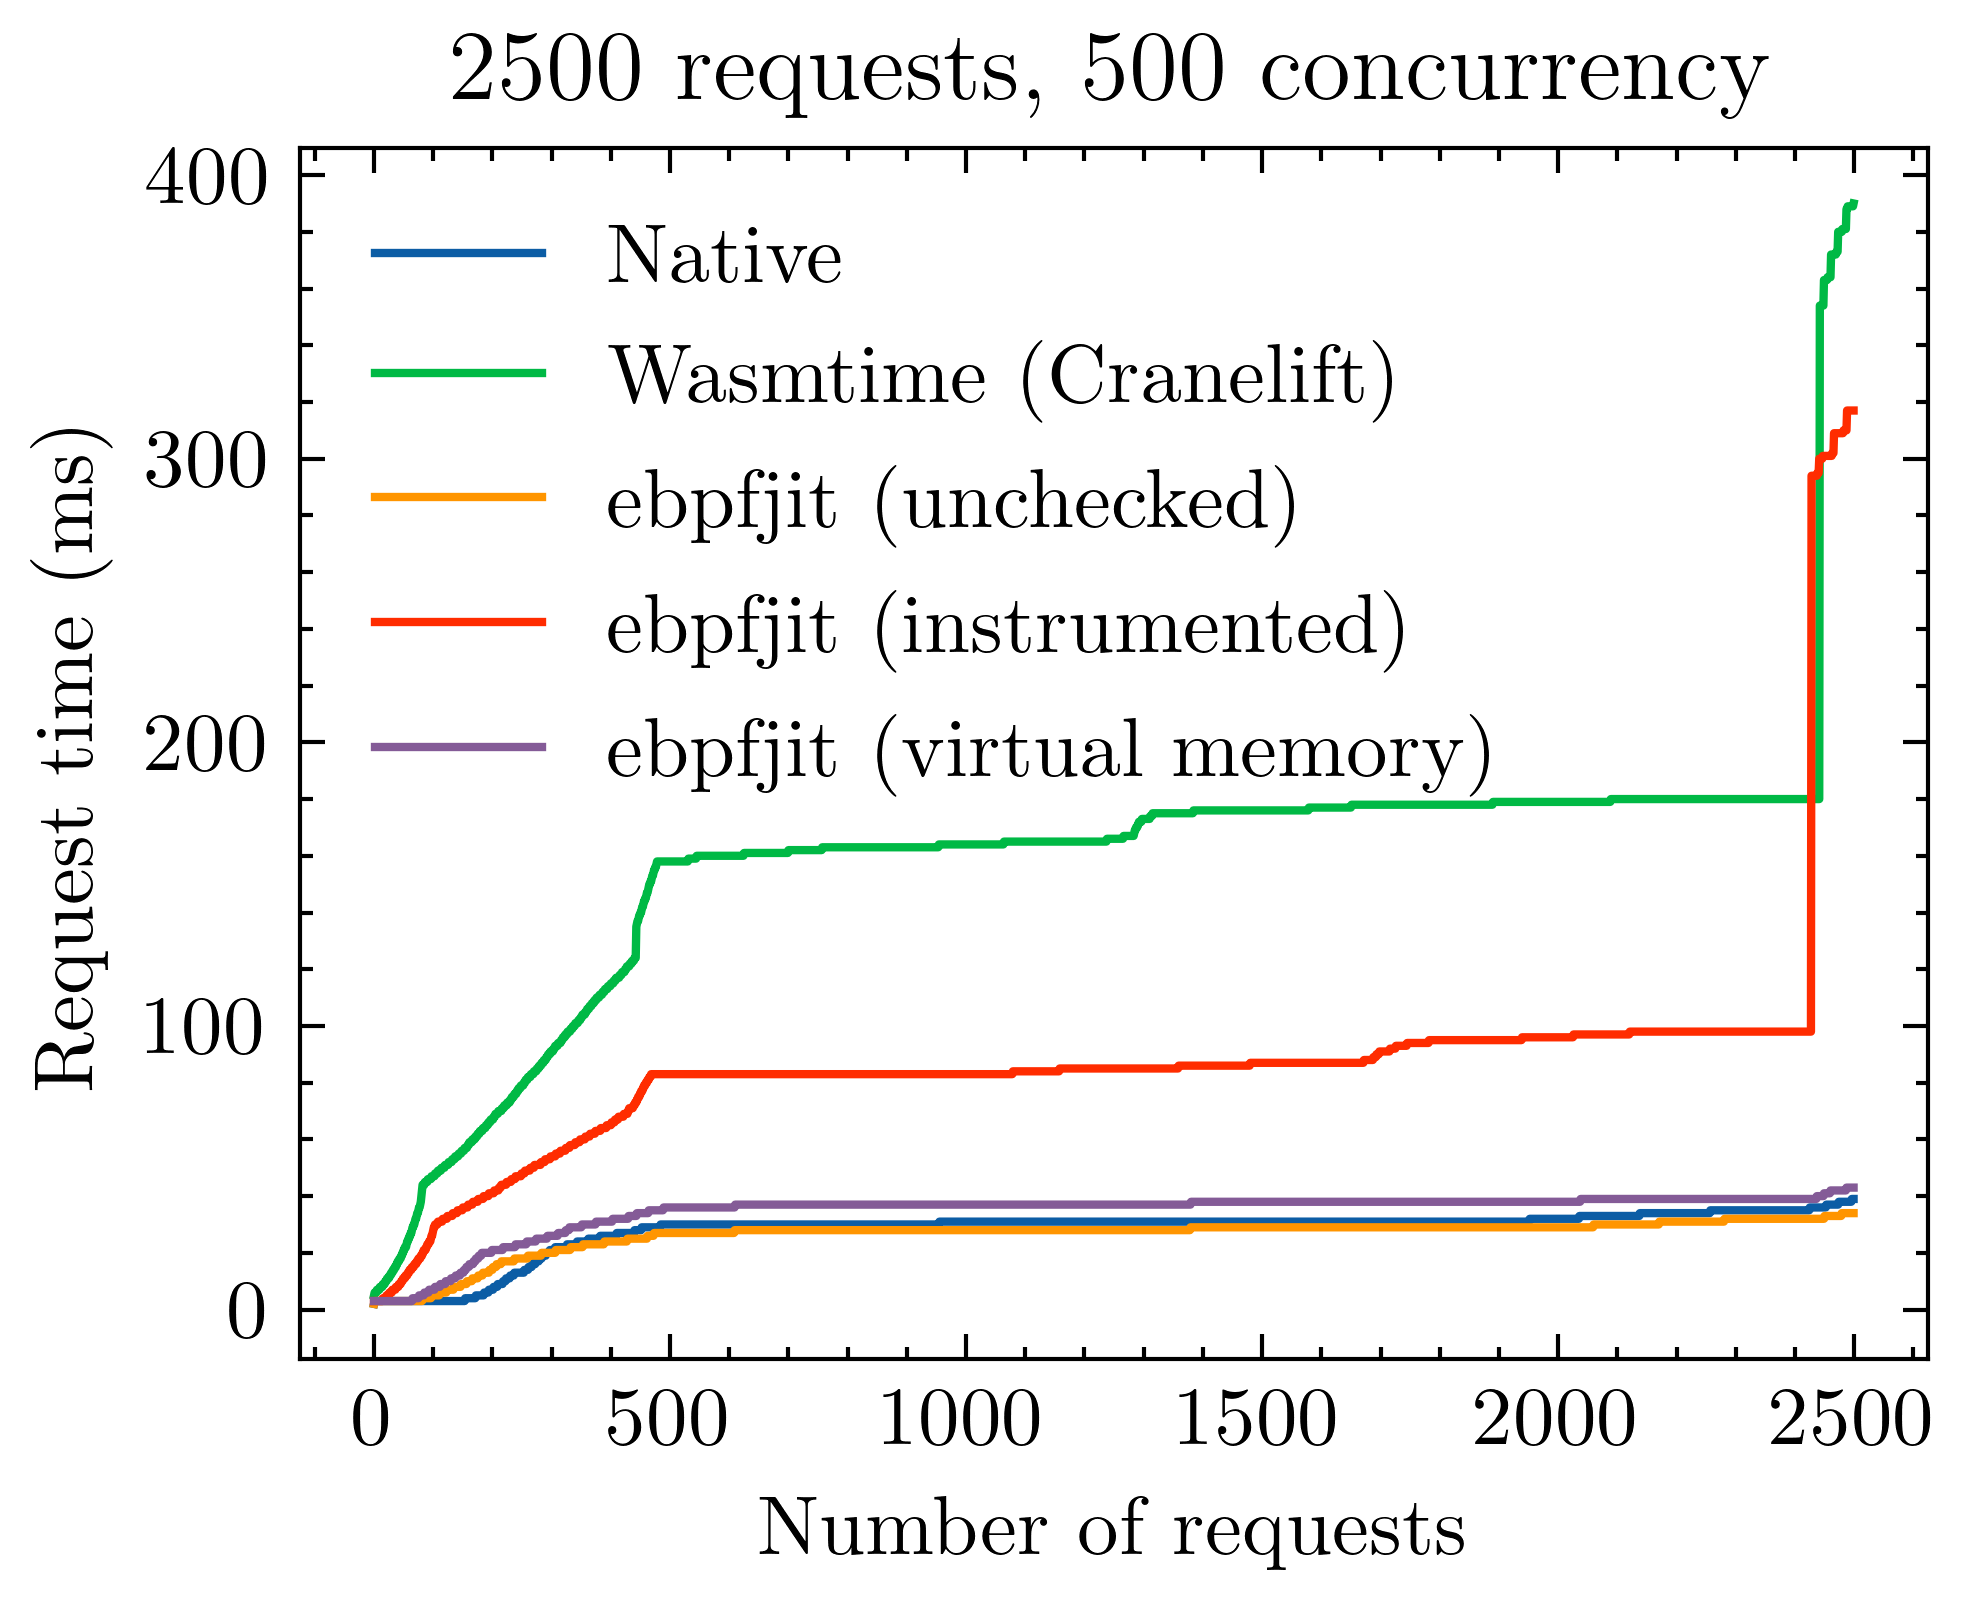 2500 requests, 500 concurrency
400
300
200
100
0
Request time (ms)
Native
Wasmtime (Cranelift)
ebpfjit (unchecked)
ebpfjit (instrumented)
ebpfjit (virtual memory)
0 500 1000 1500 2000 2500
Number of requests